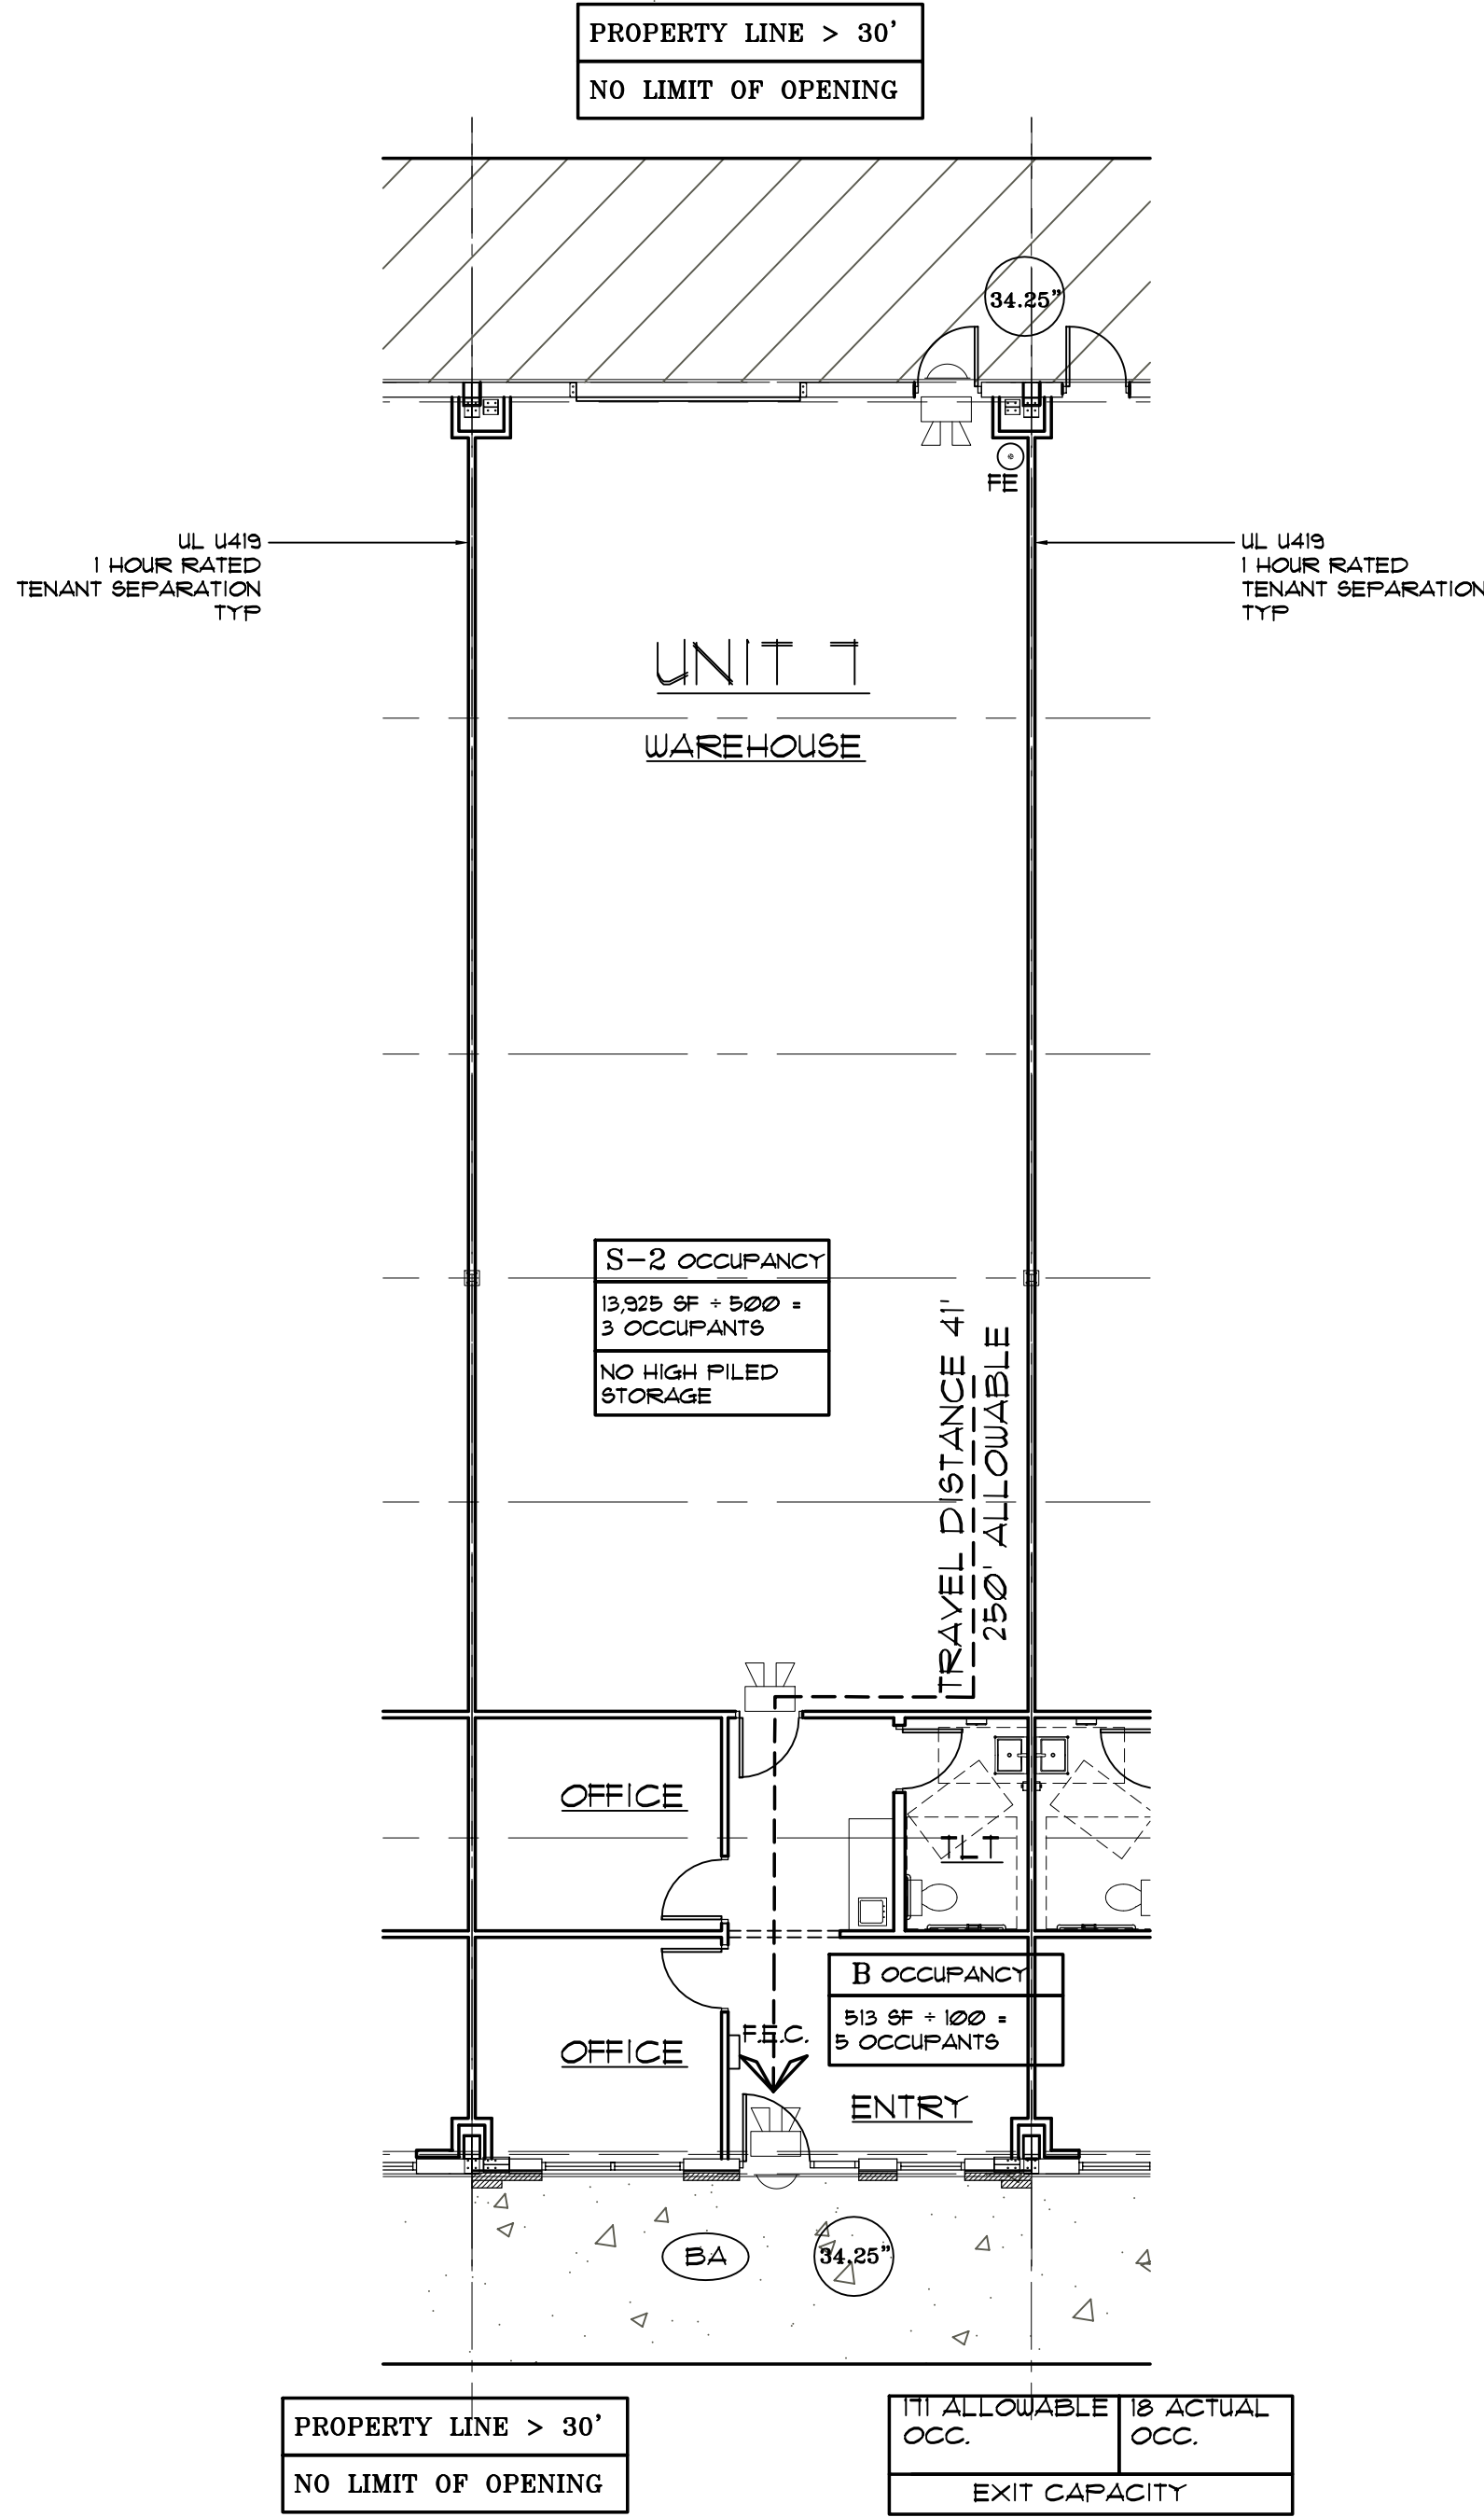 PROPERTY LINE > 30'
NO LIMIT OF OPENING
34.25"
FE
UL U419
1 HOUR RATED
TENANT SEPARATION
TYP
UL U419
1 HOUR RATED
TENANT SEPARATION
TYP
UNIT 7
WAREHOUSE
S-2 OCCUPANCY
13,925 SF ÷ 500 =
3 OCCUPANTS
NO HIGH PILED
STORAGE
TRAVEL DISTANCE 41'
250' ALLOWABLE
OFFICE
TLT
B OCCUPANCY
513 SF ÷ 100 =
5 OCCUPANTS
F.E.C.
OFFICE
ENTRY
BA
34.25"
PROPERTY LINE > 30'
NO LIMIT OF OPENING
171 ALLOWABLE
OCC.
18 ACTUAL
OCC.
EXIT CAPACITY